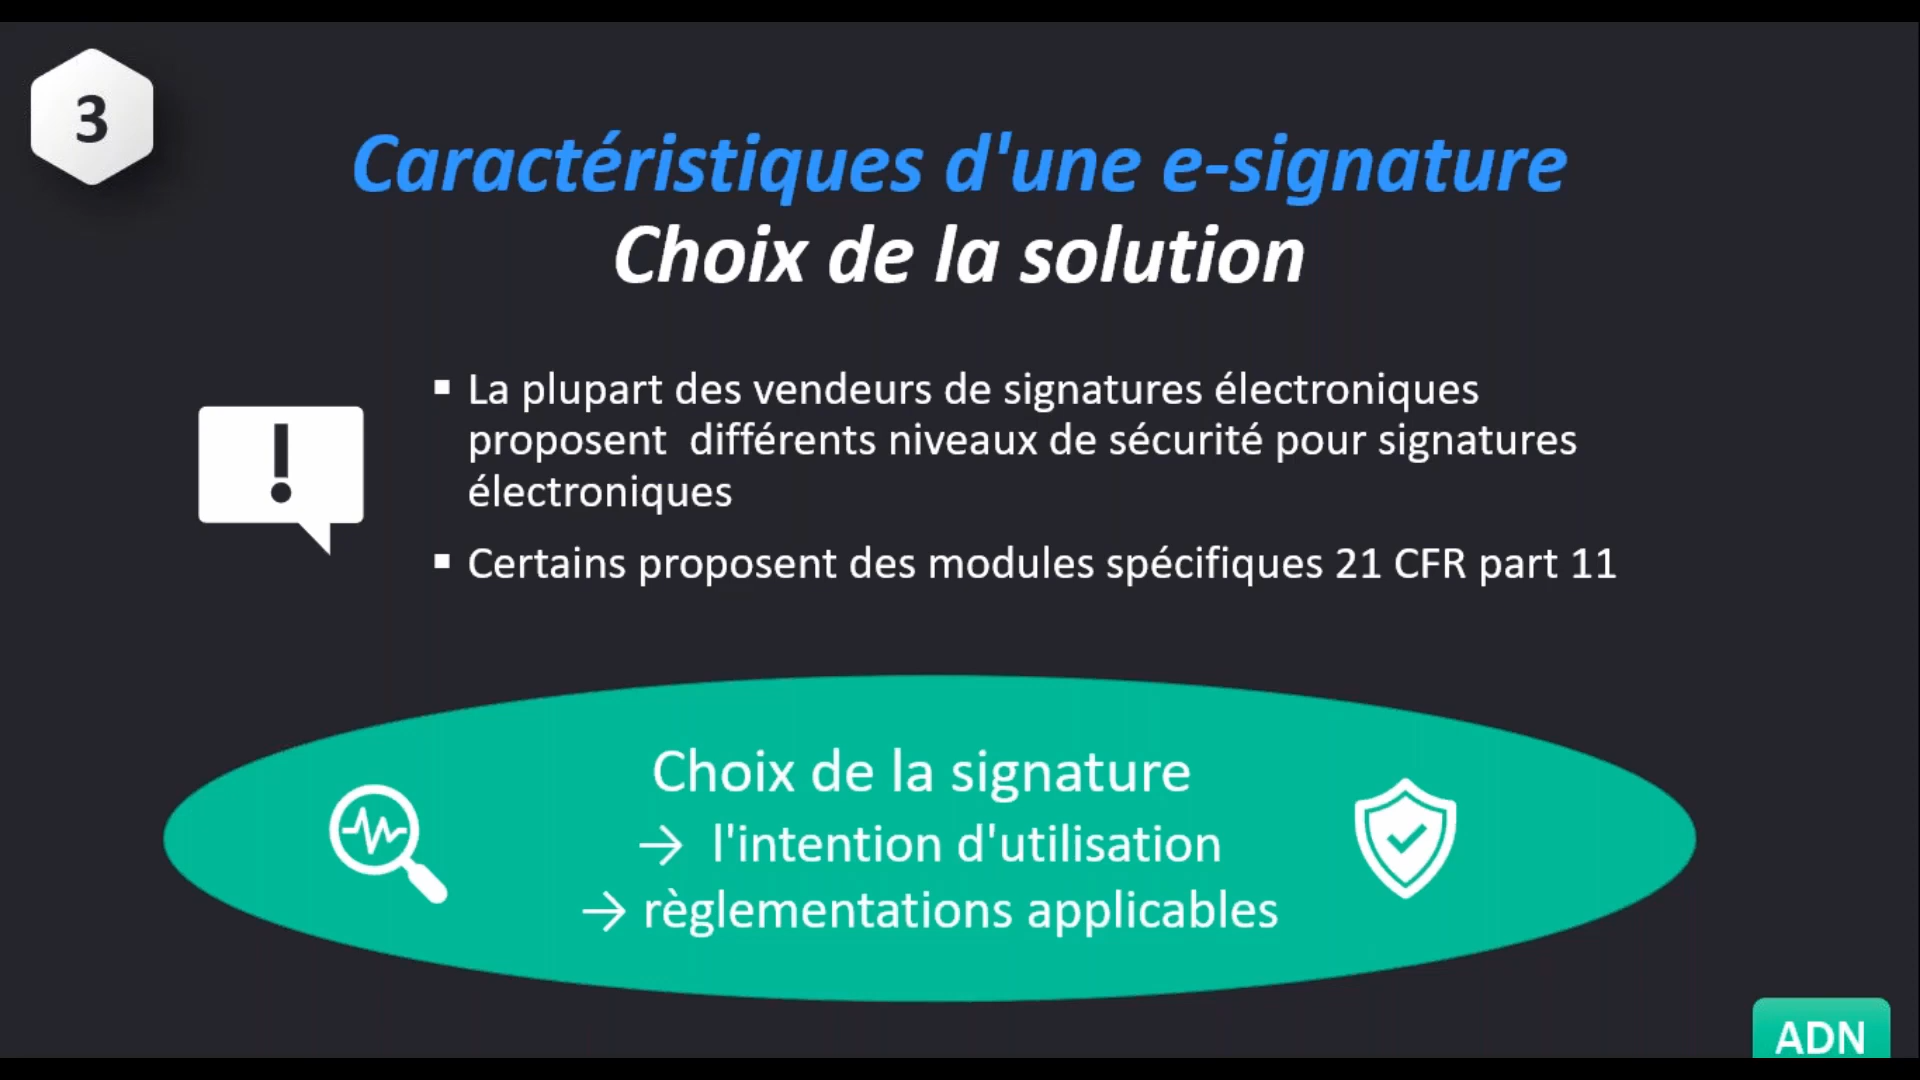 3
Caractéristiques d'une e-signature
Choix de la solution
!
▪ La plupart des vendeurs de signatures électroniques
proposent  différents niveaux de sécurité pour signatures
électroniques
▪ Certains proposent des modules spécifiques 21 CFR part 11
Choix de la signature
→ l'intention d'utilisation
→ règlementations applicables
ADN